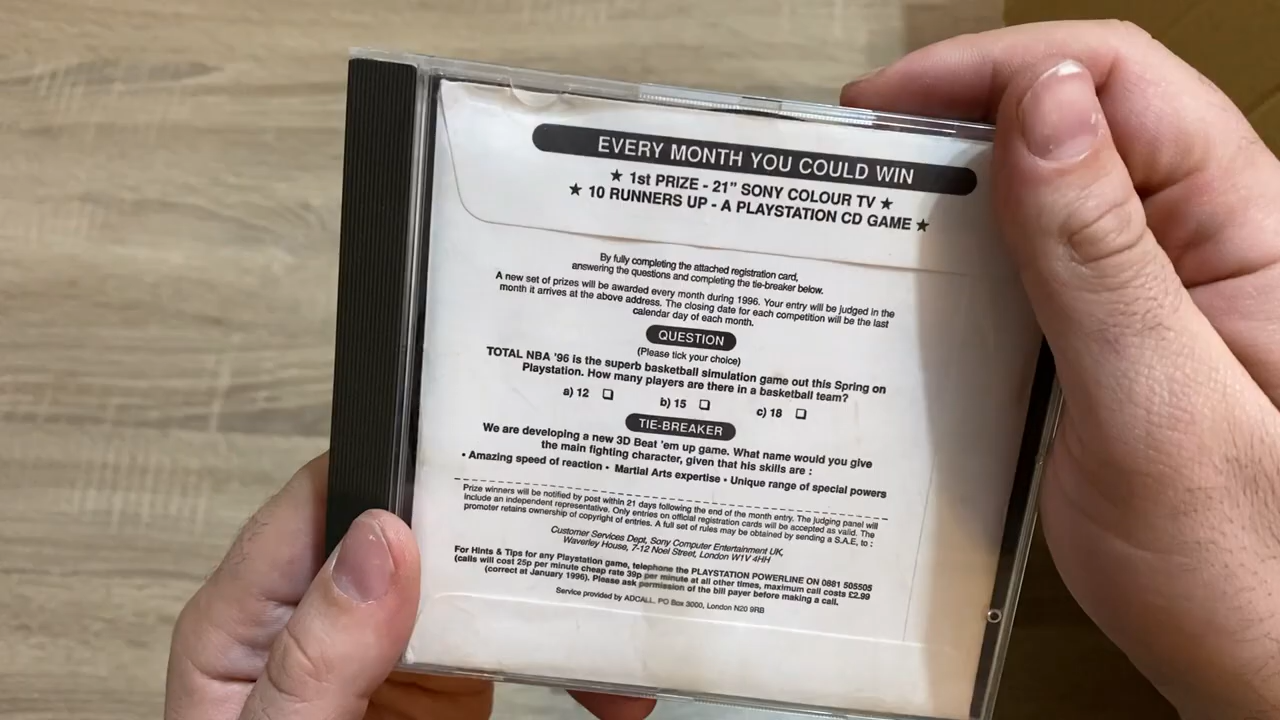 EVERY MONTH YOU COULD WIN
★ 1st PRIZE - 21” SONY COLOUR TV ★
★ 10 RUNNERS UP - A PLAYSTATION CD GAME ★
By fully completing the attached registration card,
answering the questions and completing the tie-breaker below.
A new set of prizes will be awarded every month during 1996. Your entry will be judged in the
month it arrives at the above address. The closing date for each competition will be the last
calendar day of each month.
QUESTION
(Please tick your choice)
TOTAL NBA '96 is the superb basketball simulation game out this Spring on
Playstation. How many players are there in a basketball team?
a) 12 ❏ b) 15 ❏ c) 18 ❏
TIE-BREAKER
We are developing a new 3D Beat 'em up game. What name would you give
the main fighting character, given that his skills are :
• Amazing speed of reaction • Martial Arts expertise • Unique range of special powers
Prize winners will be notified by post within 21 days following the end of the month entry. The judging panel will
include an independent representative. Only entries on official registration cards will be accepted as valid. The
promoter retains ownership of copyright of entries. A full set of rules may be obtained by sending a S.A.E, to :
Customer Services Dept, Sony Computer Entertainment UK,
Waverley House, 7-12 Noel Street, London W1V 4HH
For Hints & Tips for any Playstation game, telephone the PLAYSTATION POWERLINE ON 0881 505505
(calls will cost 25p per minute cheap rate 39p per minute at all other times, maximum call costs £2.99
(correct at January 1996). Please ask permission of the bill payer before making a call.
Service provided by ADCALL, PO Box 3000, London N20 9RB